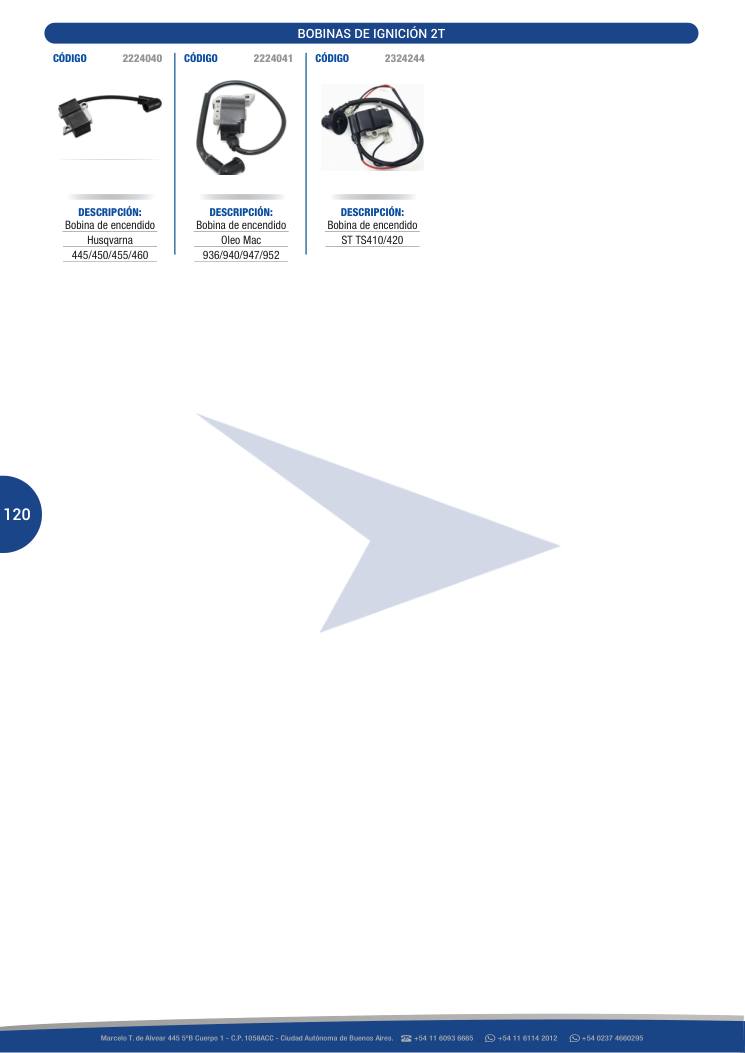 BOBINAS DE IGNICIÓN 2T
CÓDIGO 2224040
DESCRIPCIÓN:
Bobina de encendido
Husqvarna
445/450/455/460
CÓDIGO 2224041
DESCRIPCIÓN:
Bobina de encendido
Oleo Mac
936/940/947/952
CÓDIGO 2324244
DESCRIPCIÓN:
Bobina de encendido
ST TS410/420
120
Marcelo T. de Alvear 445 5ºB Cuerpo 1 - C.P. 1058ACC - Ciudad Autónoma de Buenos Aires. +54 11 6093 6665 +54 11 6114 2012 +54 0237 4660295